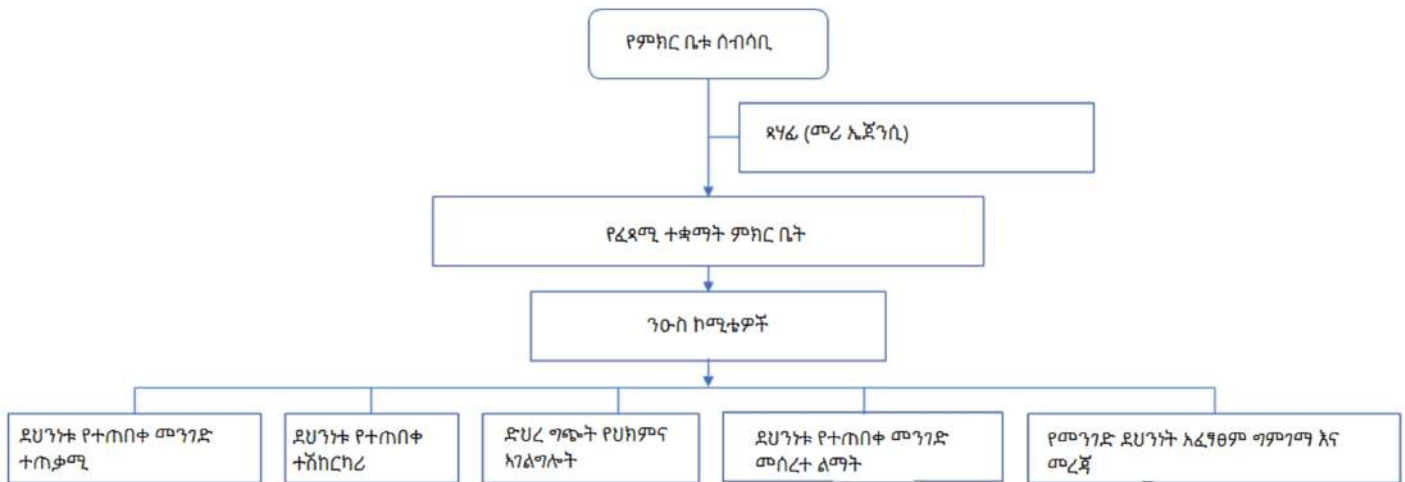 የምክር ቤቱ ሰብሳቢ
ጻሃፊ (መሪ ኤጀንሲ)
የፈጻሚ ተቋማት ምክር ቤት
ንዑስ ኮሚቴዎች
ደህንነቱ የተጠበቀ መንገድ
ተጠቃሚ
ደህንነቱ የተጠበቀ
ተሽከርካሪ
ድህረ ግጭት የህክምና
አገልግሎት
ደህንነቱ የተጠበቀ መንገድ
መሰረተ ልማት
የመንገድ ደህንነት አፈፃፀም ግምገማ እና
መረጃ